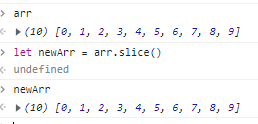 arr
(10) [0, 1, 2, 3, 4, 5, 6, 7, 8, 9]
let newArr = arr.slice()
undefined
newArr
(10) [0, 1, 2, 3, 4, 5, 6, 7, 8, 9]